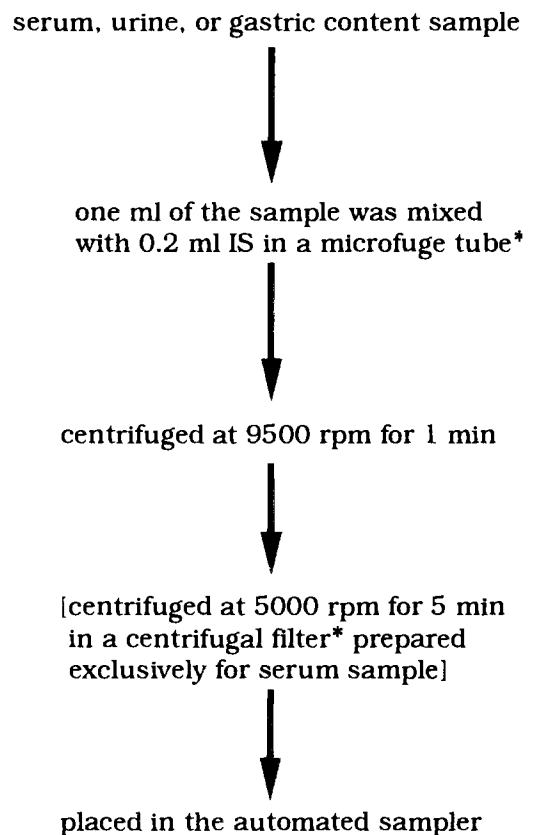 serum, urine, or gastric content sample
one ml of the sample was mixed
with 0.2 ml IS in a microfuge tube*
centrifuged at 9500 rpm for 1 min
[centrifuged at 5000 rpm for 5 min
in a centrifugal filter* prepared
exclusively for serum sample]
placed in the automated sampler